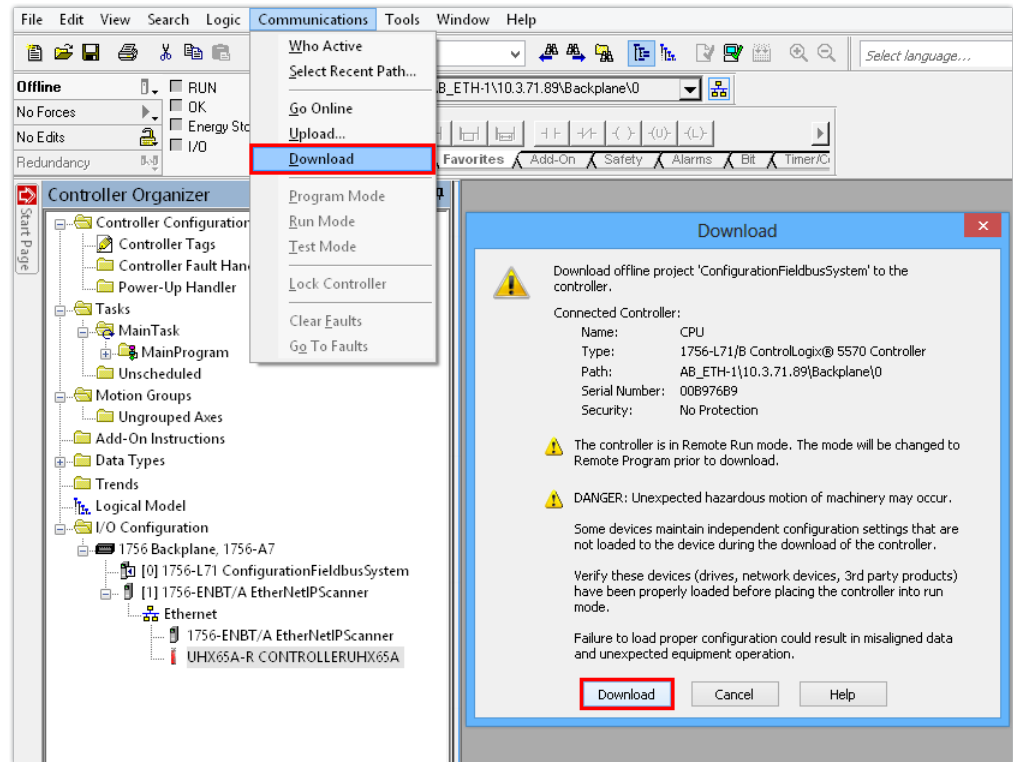 File Edit View Search Logic Communications Tools Window Help
Select language...
Offline
No Forces
No Edits
Redundancy
RUN
OK
Energy Sto
I/O
B_ETH-1\10.3.71.89\Backplane\0
Favorites Add-On Safety Alarms Bit Timer/C
Who Active
Select Recent Path...
Go Online
Upload...
Download
Program Mode
Run Mode
Test Mode
Lock Controller
Clear Faults
Go To Faults
Start Page
Controller Organizer
Controller Configuration
Controller Tags
Controller Fault Han
Power-Up Handler
Tasks
MainTask
MainProgram
Unscheduled
Motion Groups
Ungrouped Axes
Add-On Instructions
Data Types
Trends
Logical Model
I/O Configuration
1756 Backplane, 1756-A7
[0] 1756-L71 ConfigurationFieldbusSystem
[1] 1756-ENBT/A EtherNetIPScanner
Ethernet
1756-ENBT/A EtherNetIPScanner
UHX65A-R CONTROLLERUHX65A
Download
Download offline project 'ConfigurationFieldbusSystem' to the
controller.
Connected Controller:
Name: CPU
Type: 1756-L71/B ControlLogix® 5570 Controller
Path: AB_ETH-1\10.3.71.89\Backplane\0
Serial Number: 00B976B9
Security: No Protection
The controller is in Remote Run mode. The mode will be changed to
Remote Program prior to download.
DANGER: Unexpected hazardous motion of machinery may occur.
Some devices maintain independent configuration settings that are
not loaded to the device during the download of the controller.
Verify these devices (drives, network devices, 3rd party products)
have been properly loaded before placing the controller into run
mode.
Failure to load proper configuration could result in misaligned data
and unexpected equipment operation.
Download Cancel Help